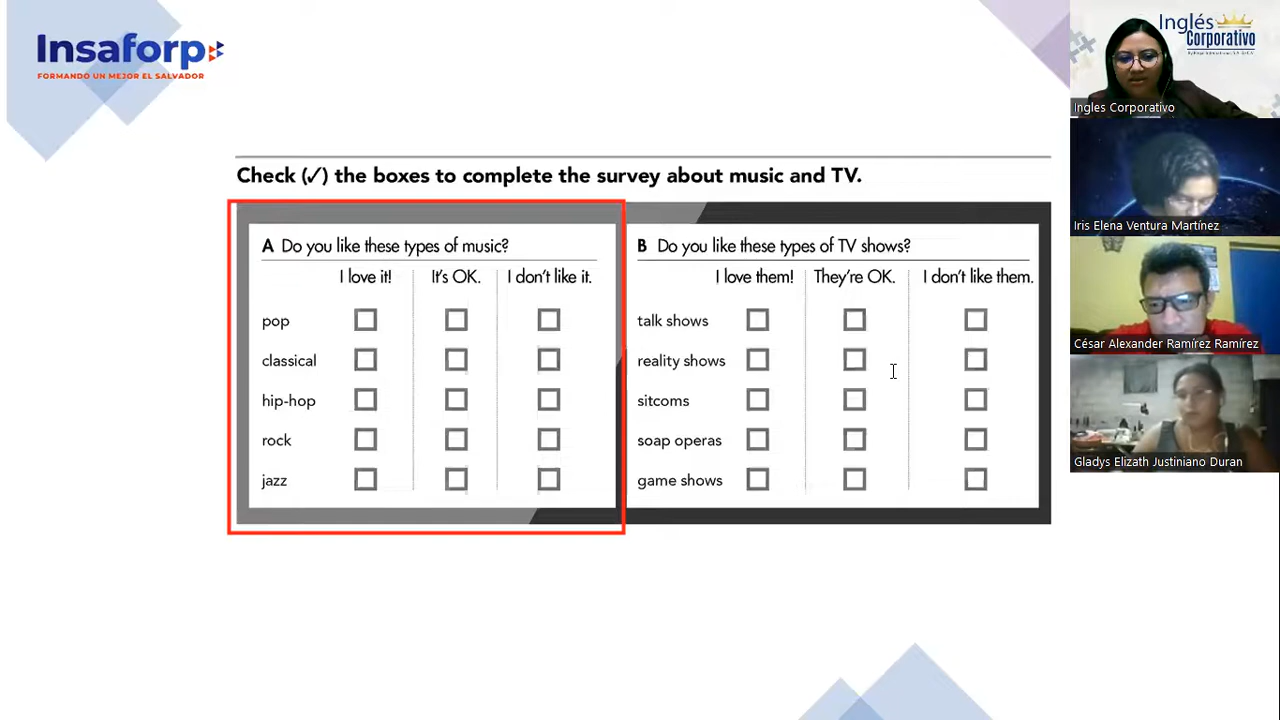 Insaforp
FORMANDO UN MEJOR EL SALVADOR
Check (✓) the boxes to complete the survey about music and TV.
A Do you like these types of music?
I love it! It's OK. I don't like it.
pop
classical
hip-hop
rock
jazz
B Do you like these types of TV shows?
I love them! They're OK. I don't like them.
talk shows
reality shows
sitcoms
soap operas
game shows
Inglés
Corporativo
Ingles Corporativo
Iris Elena Ventura Martínez
César Alexander Ramírez Ramírez
Gladys Elizath Justiniano Duran